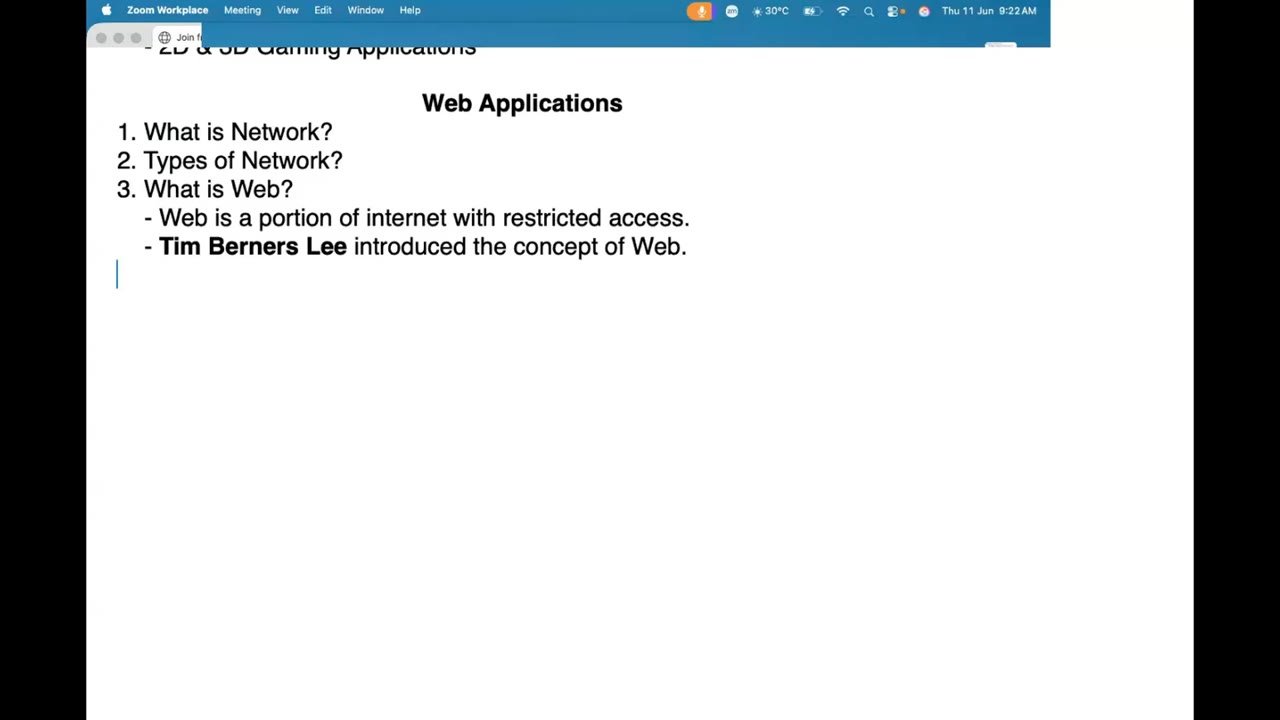 Zoom Workplace Meeting View Edit Window Help zm 30°C Thu 11 Jun 9:22 AM
Join f
- 2D & 3D Gaming Applications
Web Applications
1. What is Network?
2. Types of Network?
3. What is Web?
- Web is a portion of internet with restricted access.
- Tim Berners Lee introduced the concept of Web.